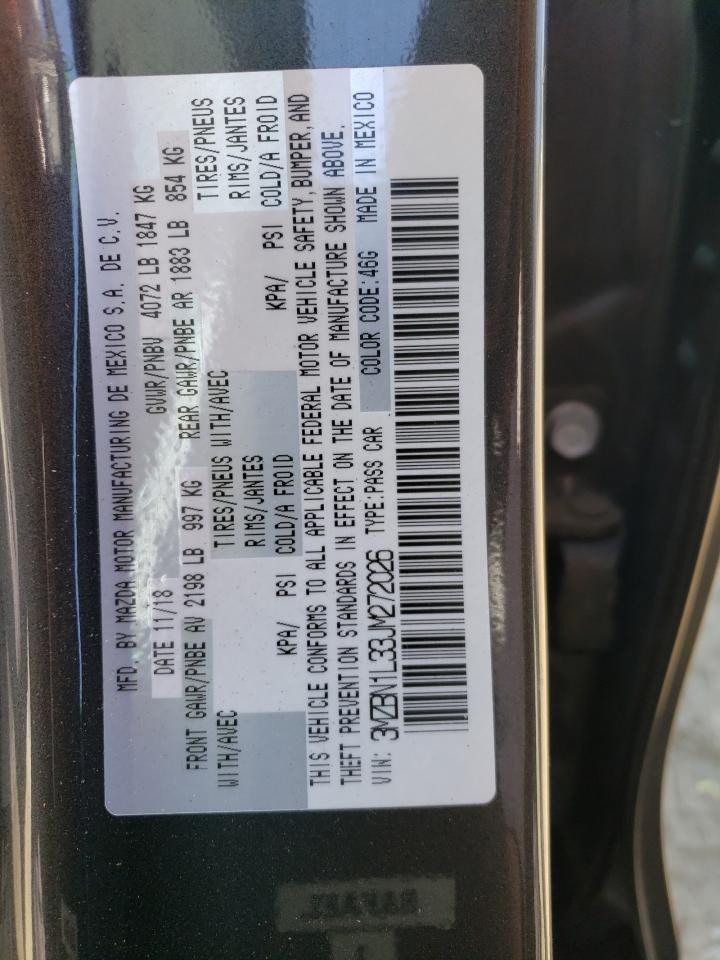 MFD. BY MAZDA MOTOR MANUFACTURING DE MEXICO S.A. DE C.V.
DATE 11/18 GVWR/PNBV 4072 LB 1847 KG
FRONT GAWR/PNBE AV 2198 LB 997 KG REAR GAWR/PNBE AR 1883 LB 854 KG
WITH/AVEC TIRES/PNEUS WITH/AVEC TIRES/PNEUS
RIMS/JANTES RIMS/JANTES
KPA/ PSI COLD/A FROID KPA/ PSI COLD/A FROID
THIS VEHICLE CONFORMS TO ALL APPLICABLE FEDERAL MOTOR VEHICLE SAFETY, BUMPER, AND
THEFT PREVENTION STANDARDS IN EFFECT ON THE DATE OF MANUFACTURE SHOWN ABOVE.
VIN: 3MZBN1L33JM272026 TYPE:PASS CAR COLOR CODE:46G MADE IN MEXICO